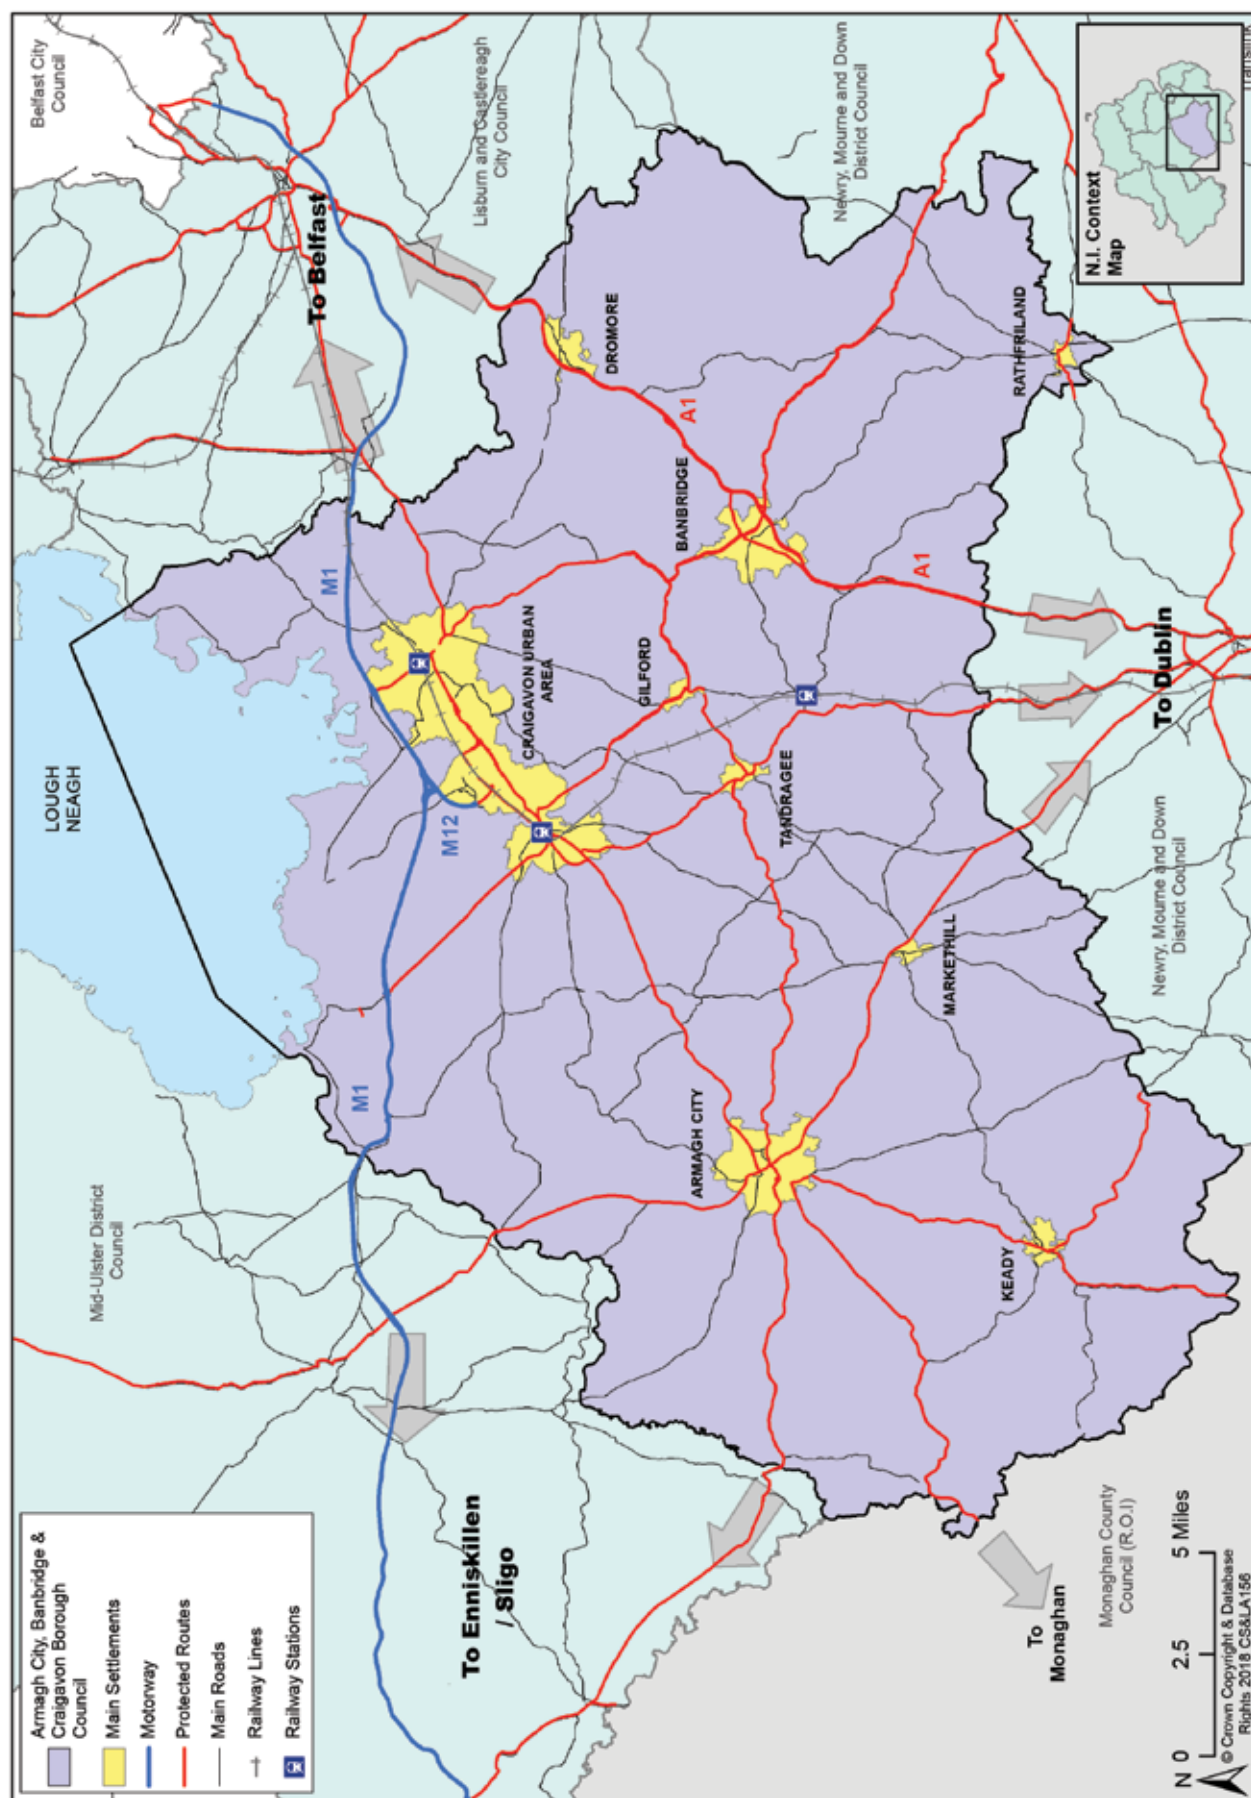 Armagh City, Banbridge &
Craigavon Borough
Council
Main Settlements
Motorway
Protected Routes
Main Roads
Railway Lines
Railway Stations
Mid-Ulster District
Council
LOUGH
NEAGH
Belfast City
Council
To Belfast
Lisburn and Castlereagh
City Council
M1
M1
M12
To Enniskillen
/ Sligo
CRAIGAVON URBAN
AREA
DROMORE
A1
BANBRIDGE
GILFORD
TANDRAGEE
ARMAGH CITY
MARKETHILL
KEADY
RATHFRILAND
A1
Newry, Mourne and Down
District Council
Newry, Mourne and Down
District Council
To Dublin
To
Monaghan
Monaghan County
Council (R.O.I)
N.I. Context
Map
N
0 2.5 5 Miles
© Crown Copyright & Database
Rights 2018 CS&LA156
Translink